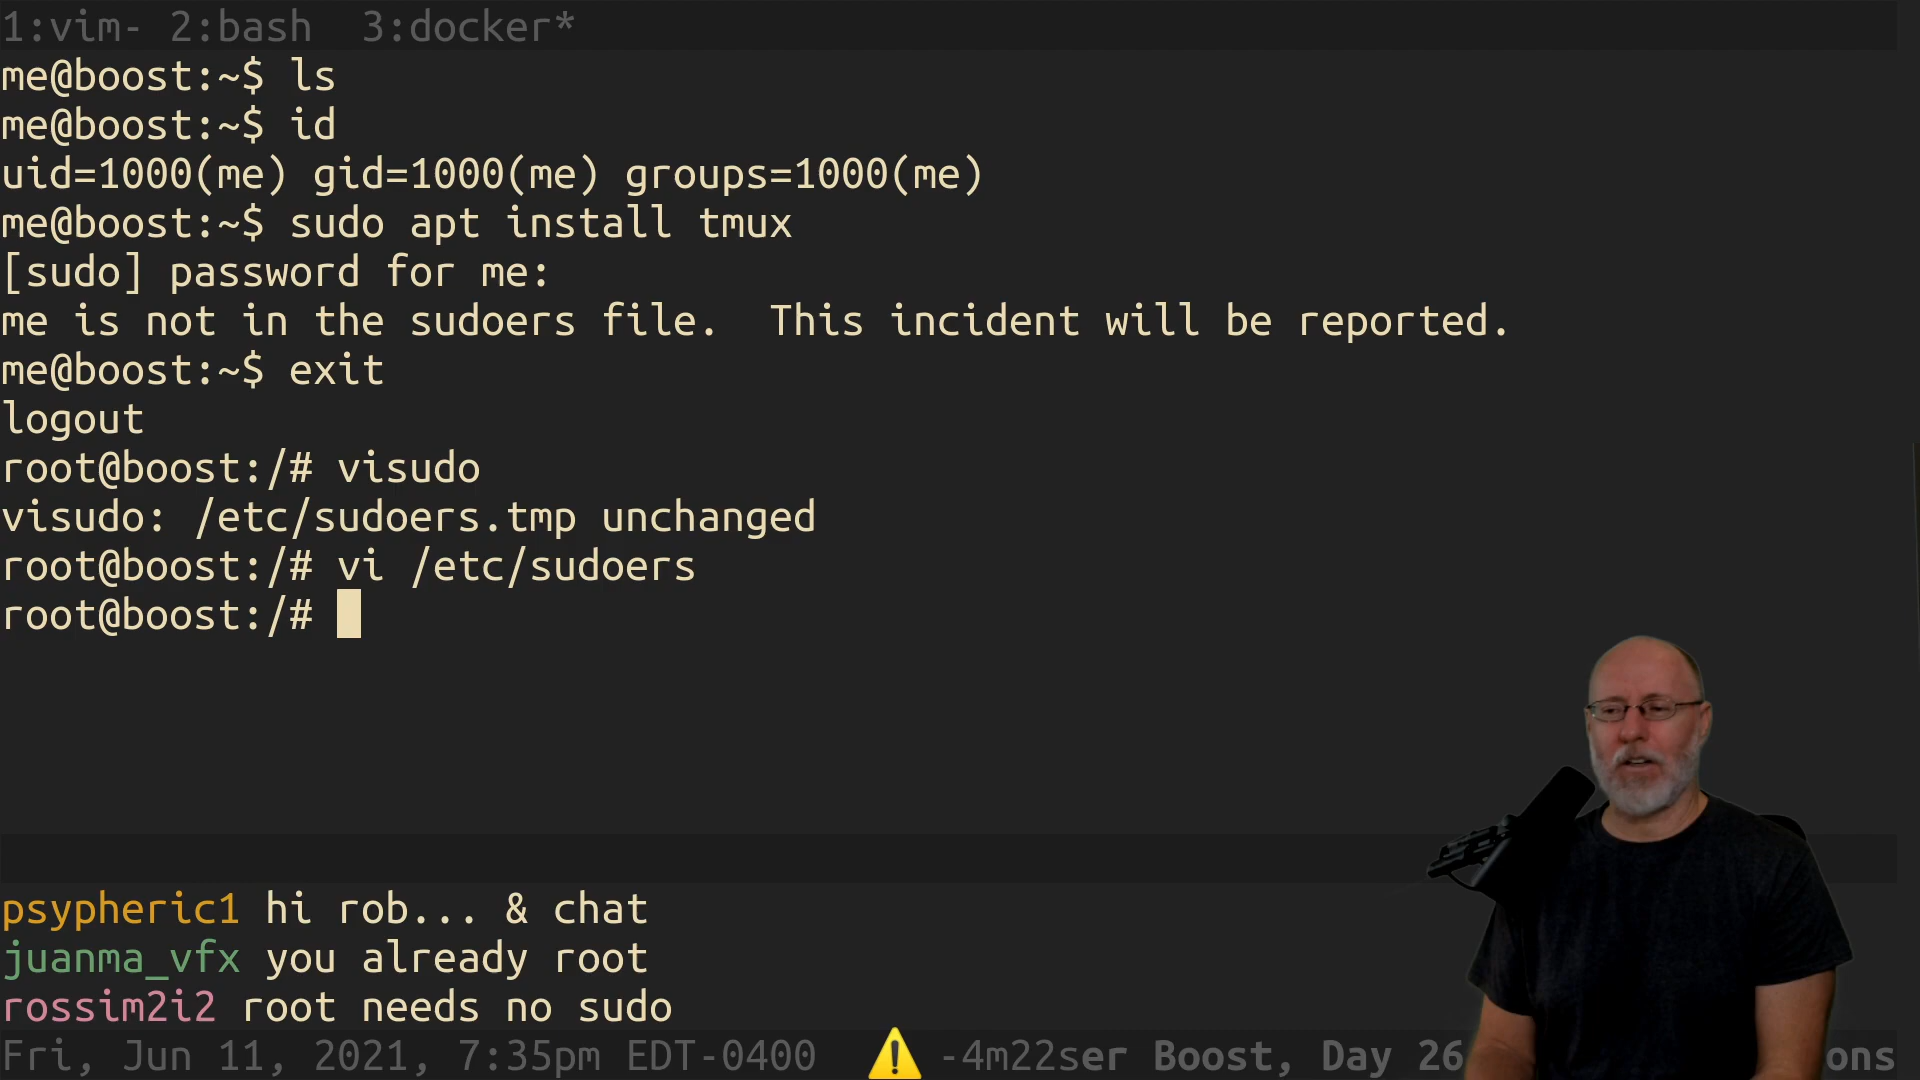 1:vim- 2:bash  3:docker*
me@boost:~$ ls
me@boost:~$ id
uid=1000(me) gid=1000(me) groups=1000(me)
me@boost:~$ sudo apt install tmux
[sudo] password for me:
me is not in the sudoers file.  This incident will be reported.
me@boost:~$ exit
logout
root@boost:/# visudo
visudo: /etc/sudoers.tmp unchanged
root@boost:/# vi /etc/sudoers
root@boost:/#
psypheric1 hi rob... & chat
juanma_vfx you already root
rossim2i2 root needs no sudo
Fri, Jun 11, 2021, 7:35pm EDT-0400 ⚠️ -4m22ser Boost, Day 26 ons